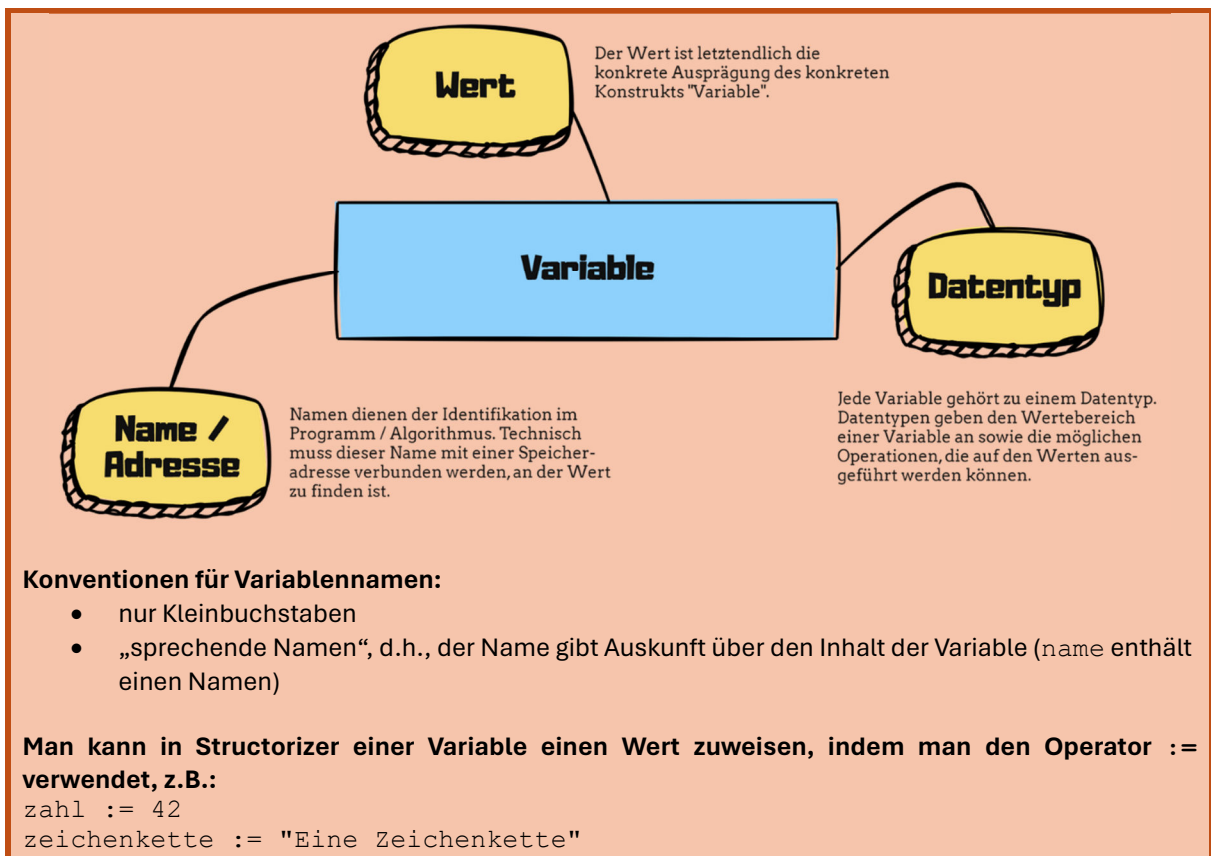 Wert
Der Wert ist letztendlich die
konkrete Ausprägung des konkreten
Konstrukts "Variable".
Variable
Datentyp
Name /
Adresse
Namen dienen der Identifikation im
Programm / Algorithmus. Technisch
muss dieser Name mit einer Speicher-
adresse verbunden werden, an der Wert
zu finden ist.
Jede Variable gehört zu einem Datentyp.
Datentypen geben den Wertebereich
einer Variable an sowie die möglichen
Operationen, die auf den Werten aus-
geführt werden können.
Konventionen für Variablennamen:
• nur Kleinbuchstaben
• „sprechende Namen“, d.h., der Name gibt Auskunft über den Inhalt der Variable (name enthält
einen Namen)
Man kann in Structorizer einer Variable einen Wert zuweisen, indem man den Operator :=
verwendet, z.B.:
zahl := 42
zeichenkette := "Eine Zeichenkette"